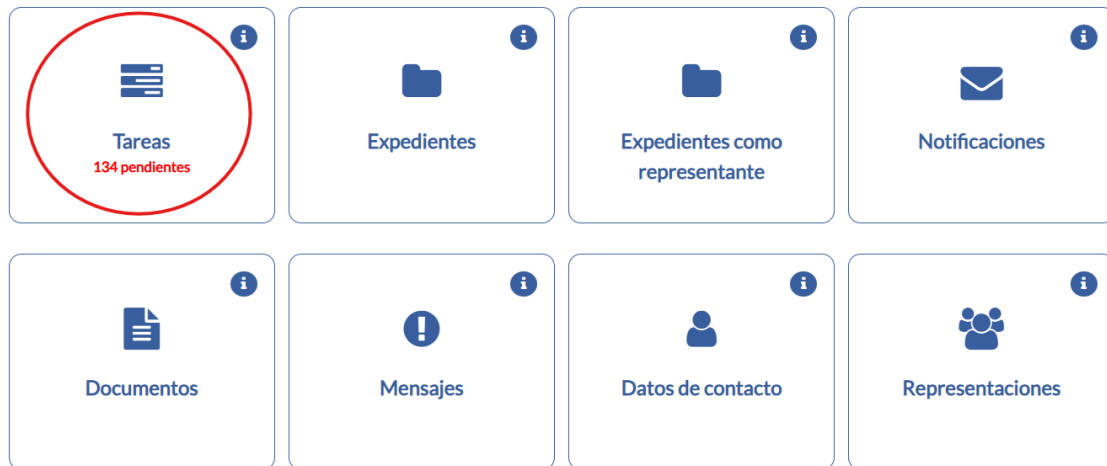 Tareas
134 pendientes
Expedientes
Expedientes como
representante
Notificaciones
Documentos
Mensajes
Datos de contacto
Representaciones